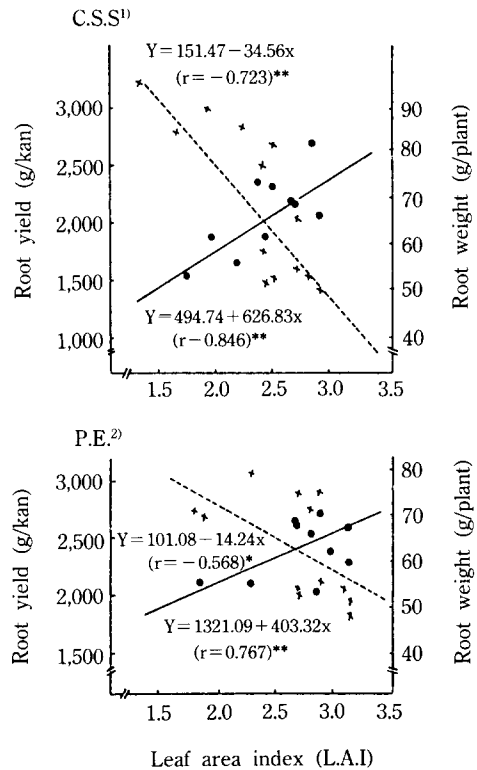 C.S.S1)
Y=151.47-34.56x
(r=-0.723)**
Root yield (g/kan)
3,000
2,500
2,000
1,500
1,000
90
80
70
60
50
40
Root weight (g/plant)
Y=494.74+626.83x
(r-0.846)**
1.5 2.0 2.5 3.0 3.5
P.E.2)
Root yield (g/kan)
3,000
2,500
2,000
1,500
80
70
60
50
40
Root weight (g/plant)
Y=101.08-14.24x
(r=-0.568)*
Y=1321.09+403.32x
(r=0.767)**
1.5 2.0 2.5 3.0 3.5
Leaf area index (L.A.I)